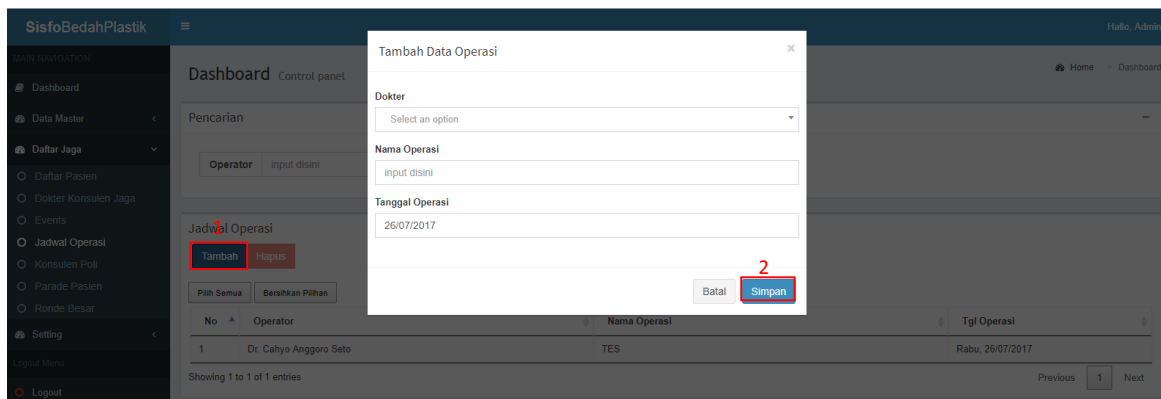 SisfoBedahPlastik
Hallo, Admin
MAIN NAVIGATION
Dashboard
Data Master
Daftar Jaga
Daftar Pasien
Dokter Konsulen Jaga
Events
Jadwal Operasi
Konsulen Poli
Parade Pasien
Ronde Besar
Setting
Logout Menu
Logout
Dashboard Control panel
Home > Dashboard
Pencarian
Operator input disini
Jadwal Operasi
1
Tambah Hapus
Pilih Semua Bersihkan Pilihan
No Operator Nama Operasi Tgl Operasi
1 Dr. Cahyo Anggoro Seto TES Rabu, 26/07/2017
Showing 1 to 1 of 1 entries
Previous 1 Next
Tambah Data Operasi ×
Dokter
Select an option
Nama Operasi
input disini
Tanggal Operasi
26/07/2017
2
Batal Simpan